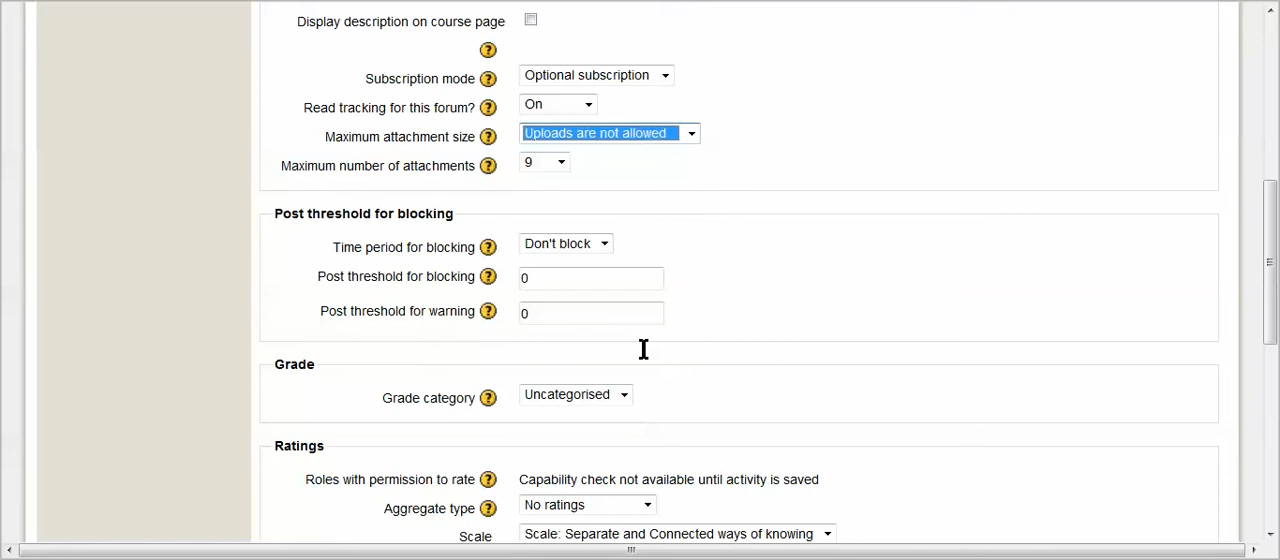 Display description on course page
?
Subscription mode ? Optional subscription
Read tracking for this forum? ? On
Maximum attachment size ? Uploads are not allowed
Maximum number of attachments ? 9
Post threshold for blocking
Time period for blocking ? Don't block
Post threshold for blocking ? 0
Post threshold for warning ? 0
Grade
Grade category ? Uncategorised
Ratings
Roles with permission to rate ? Capability check not available until activity is saved
Aggregate type ? No ratings
Scale Scale: Separate and Connected ways of knowing